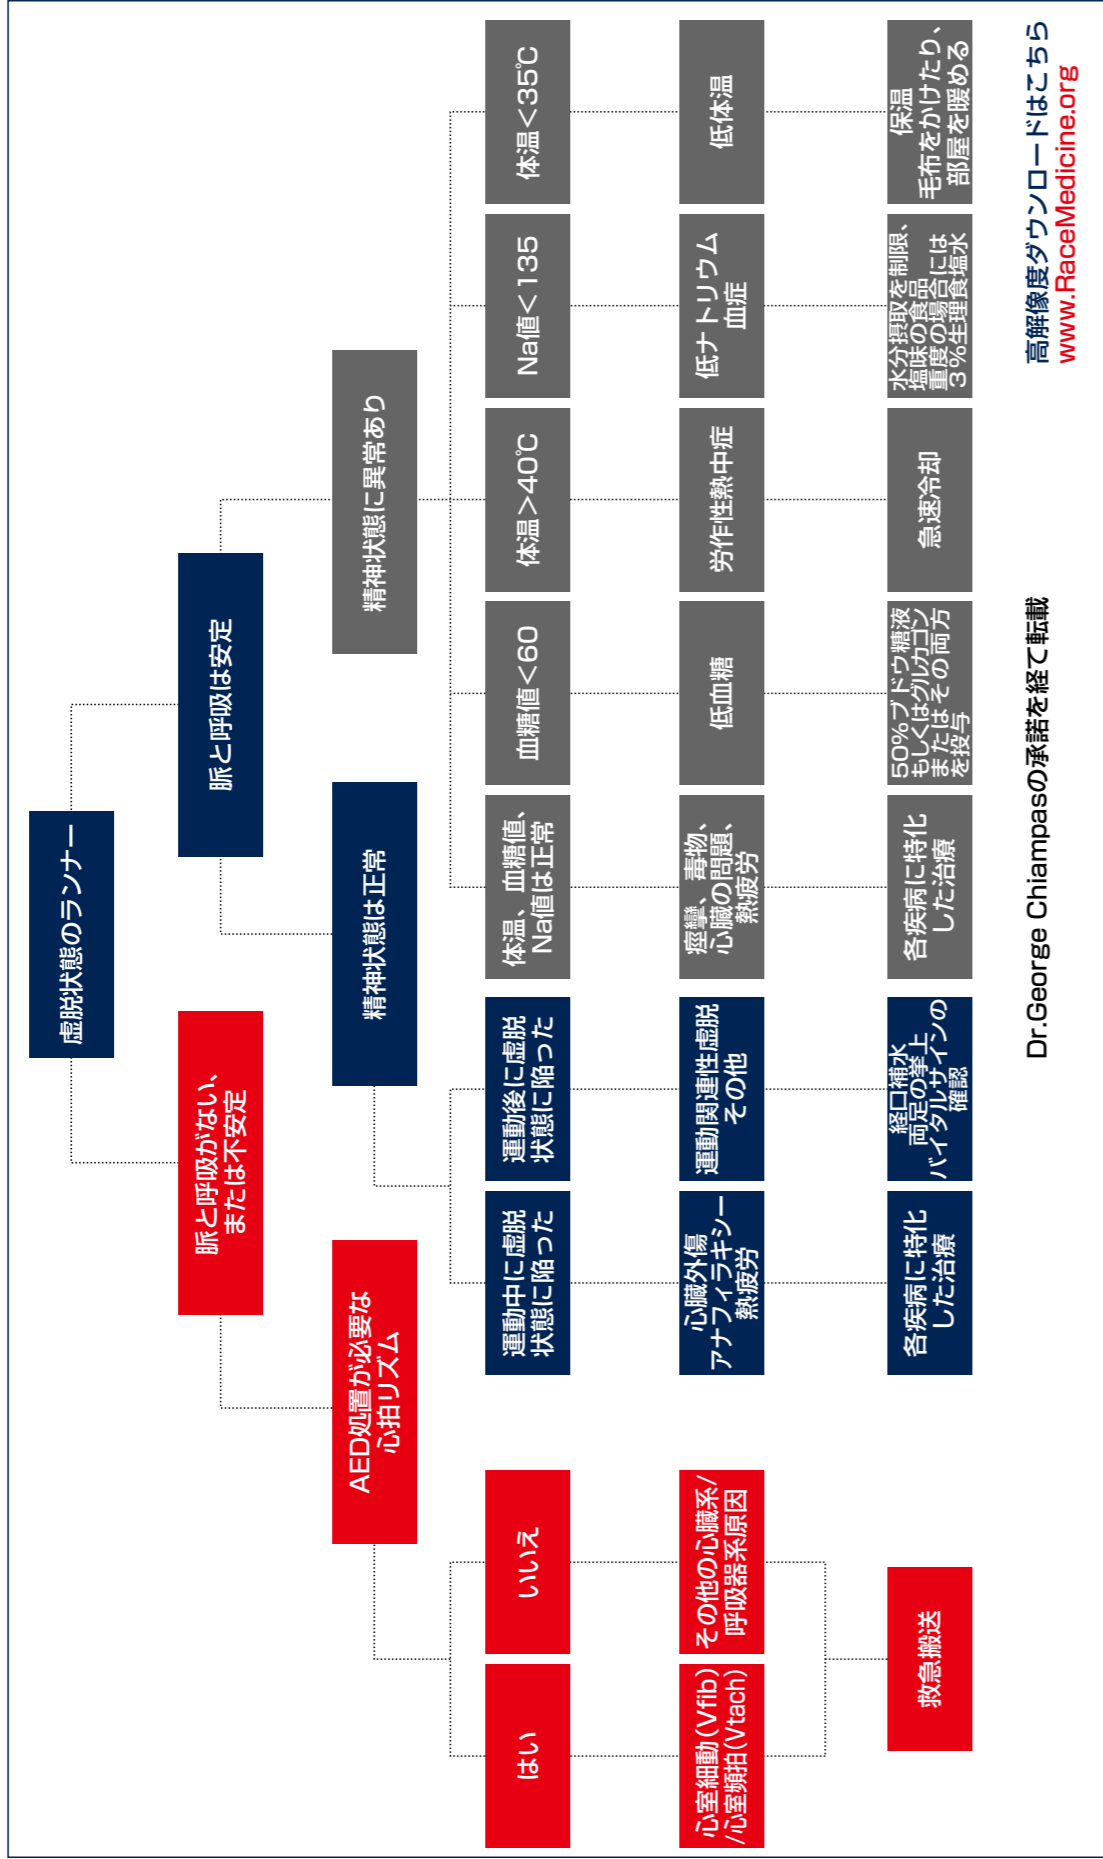 虚脱状態のランナー
脈と呼吸がない、
または不安定
脈と呼吸は安定
AED処置が必要な
心拍リズム
精神状態は正常
精神状態に異常あり
はい
いいえ
運動中に虚脱
状態に陥った
運動後に虚脱
状態に陥った
体温、血糖値、
Na値は正常
血糖値<60
体温>40℃
Na値<135
体温<35℃
心室細動(Vfib)
/心室頻拍(Vtach)
その他の心臓系/
呼吸器系原因
心臓外傷
アナフィラキシー
熱疲労
運動関連性虚脱
その他
痙攣、毒物、
心臓の問題、
熱疲労
低血糖
労作性熱中症
低ナトリウム
血症
低体温
救急搬送
各疾病に特化
した治療
経口補水
両足の挙上
バイタルサインの
確認
各疾病に特化
した治療
50%ブドウ糖液
もしくはグルカゴン
またはその両方
を投与
急速冷却
水分摂取を制限、
塩味の食品
重度の場合には
3%生理食塩水
保温
毛布をかけたり、
部屋を暖める
Dr.George Chiampasの承諾を経て転載
高解像度ダウンロードはこちら
www.RaceMedicine.org